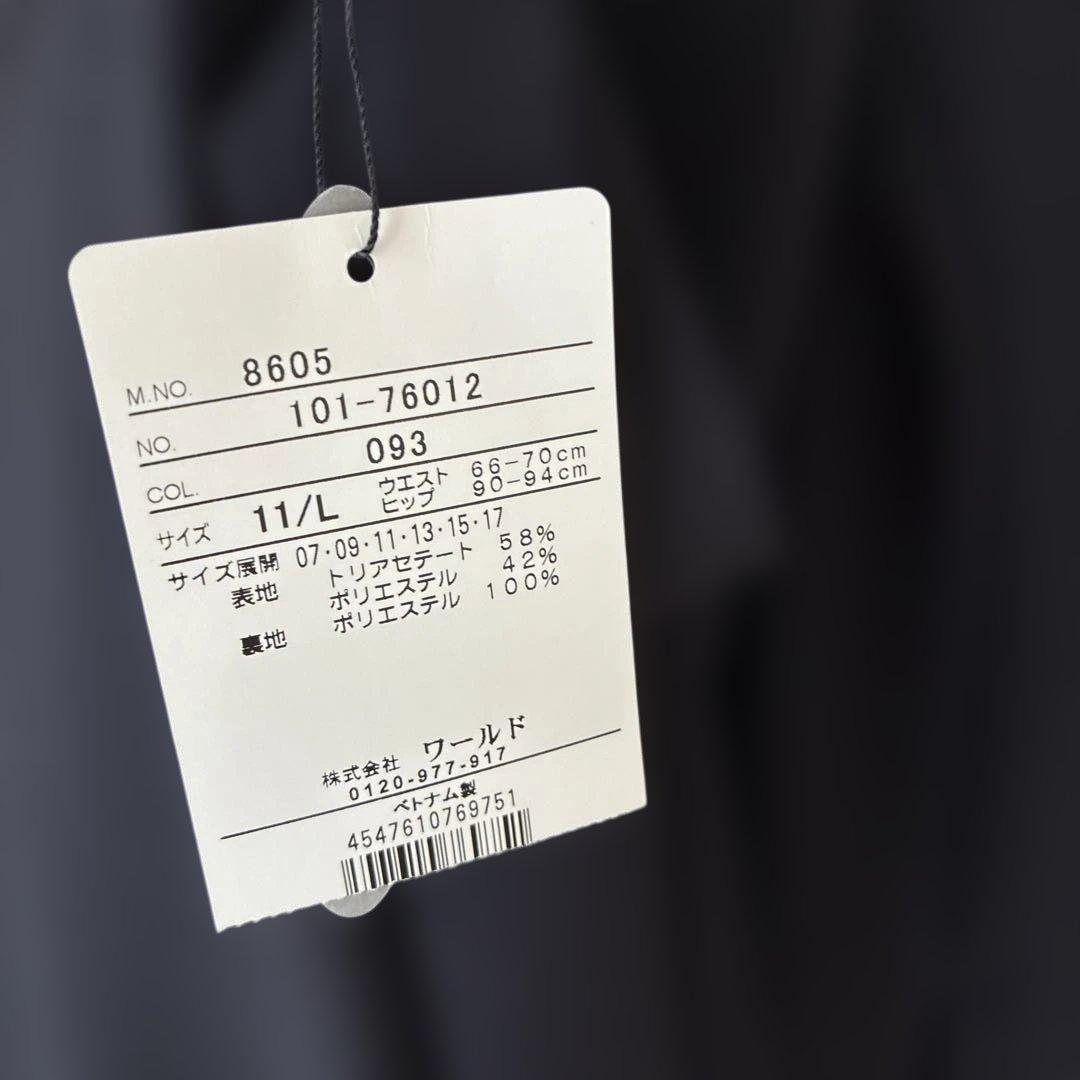 M.NO. 8605
NO. 101-76012
COL. 093
サイズ 11/L ウエスト 66-70cm
ヒップ 90-94cm
サイズ展開 07・09・11・13・15・17
表地 トリアセテート 58%
ポリエステル 42%
裏地 ポリエステル 100%
株式会社 ワールド
0120-977-917
ベトナム製
4547610769751